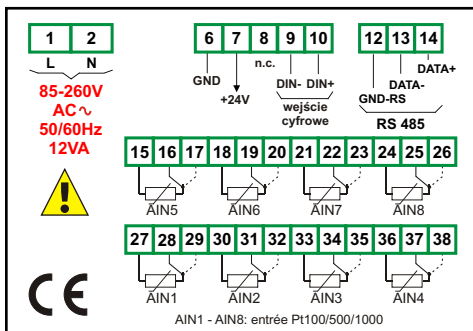 1 2
L N
85-260V
AC∿
50/60Hz
12VA
6 7 8 9 10
GND
+24V
n.c.
DIN- DIN+
wejście
cyfrowe
12 13 14
GND-RS
DATA-
DATA+
RS 485
15 16 17 18 19 20 21 22 23 24 25 26
AIN5 AIN6 AIN7 AIN8
27 28 29 30 31 32 33 34 35 36 37 38
AIN1 AIN2 AIN3 AIN4
CE
AIN1 - AIN8: entrée Pt100/500/1000